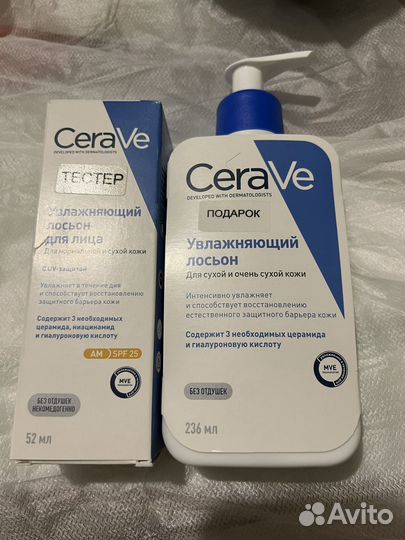 CeraVe
DEVELOPED WITH DERMATOLOGISTS
ТЕСТЕР
Увлажняющий
лосьон
для лица
Для нормальной и сухой кожи
С UV-защитой
Увлажняет в течение дня
и способствует восстановлению
защитного барьера кожи
Содержит 3 необходимых
церамида, ниацинамид и
гиалуроновую кислоту
AM SPF 25
MVE
БЕЗ ОТДУШЕК
НЕКОМЕДОГЕННО
52 мл
CeraVe
DEVELOPED WITH DERMATOLOGISTS
ПОДАРОК
Увлажняющий
лосьон
Для сухой и очень сухой кожи
Интенсивно увлажняет
и способствует восстановлению
естественного защитного барьера кожи
Содержит 3 необходимых церамида
и гиалуроновую кислоту
MVE
БЕЗ ОТДУШЕК
236 мл
Avito